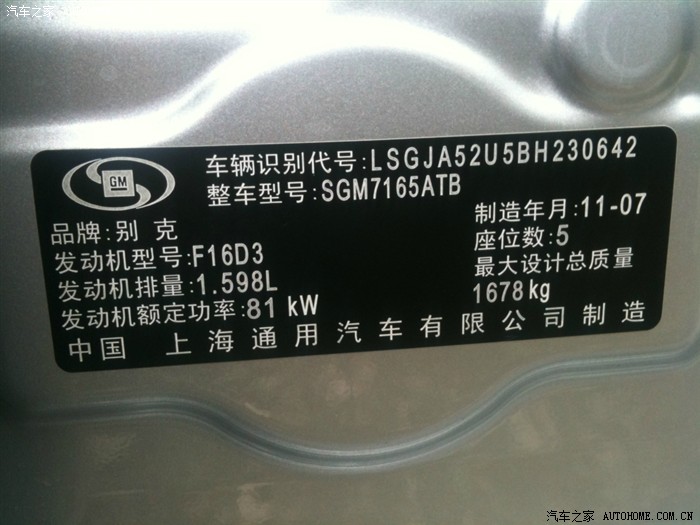 汽车之家
GM
车辆识别代号:LSGJA52U5BH230642
整车型号:SGM7165ATB
品牌:别克
制造年月:11-07
发动机型号:F16D3
座位数:5
发动机排量:1.598L
最大设计总质量
发动机额定功率:81 kW
1678kg
中国 上海通用汽车有限公司制造
汽车之家 AUTOHOME.COM.CN